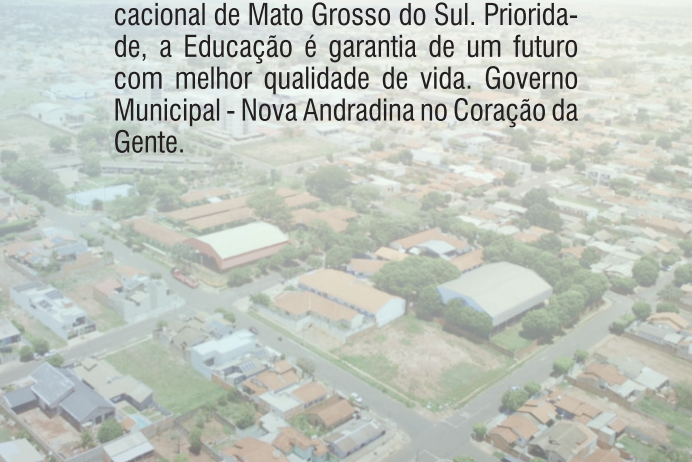 cacional de Mato Grosso do Sul. Priorida-
de, a Educação é garantia de um futuro
com melhor qualidade de vida. Governo
Municipal - Nova Andradina no Coração da
Gente.